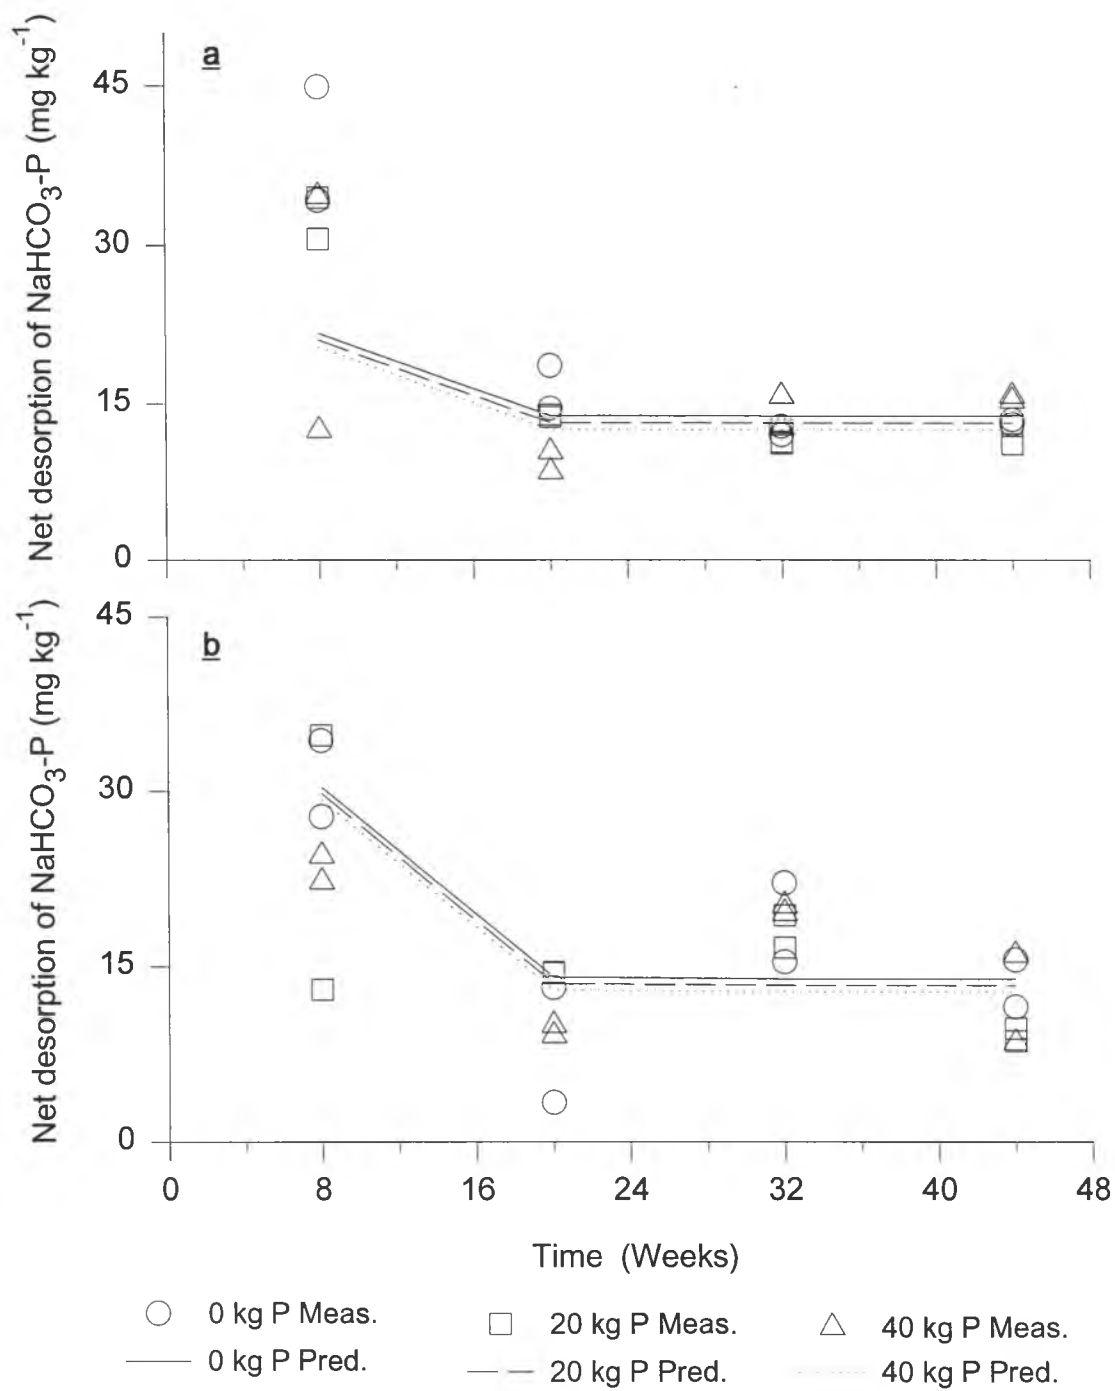 a
Net desorption of NaHCO3-P (mg kg-1)
45
30
15
0
b
Net desorption of NaHCO3-P (mg kg-1)
45
30
15
0
0 8 16 24 32 40 48
Time (Weeks)
0 kg P Meas. 20 kg P Meas. 40 kg P Meas.
0 kg P Pred. 20 kg P Pred. 40 kg P Pred.